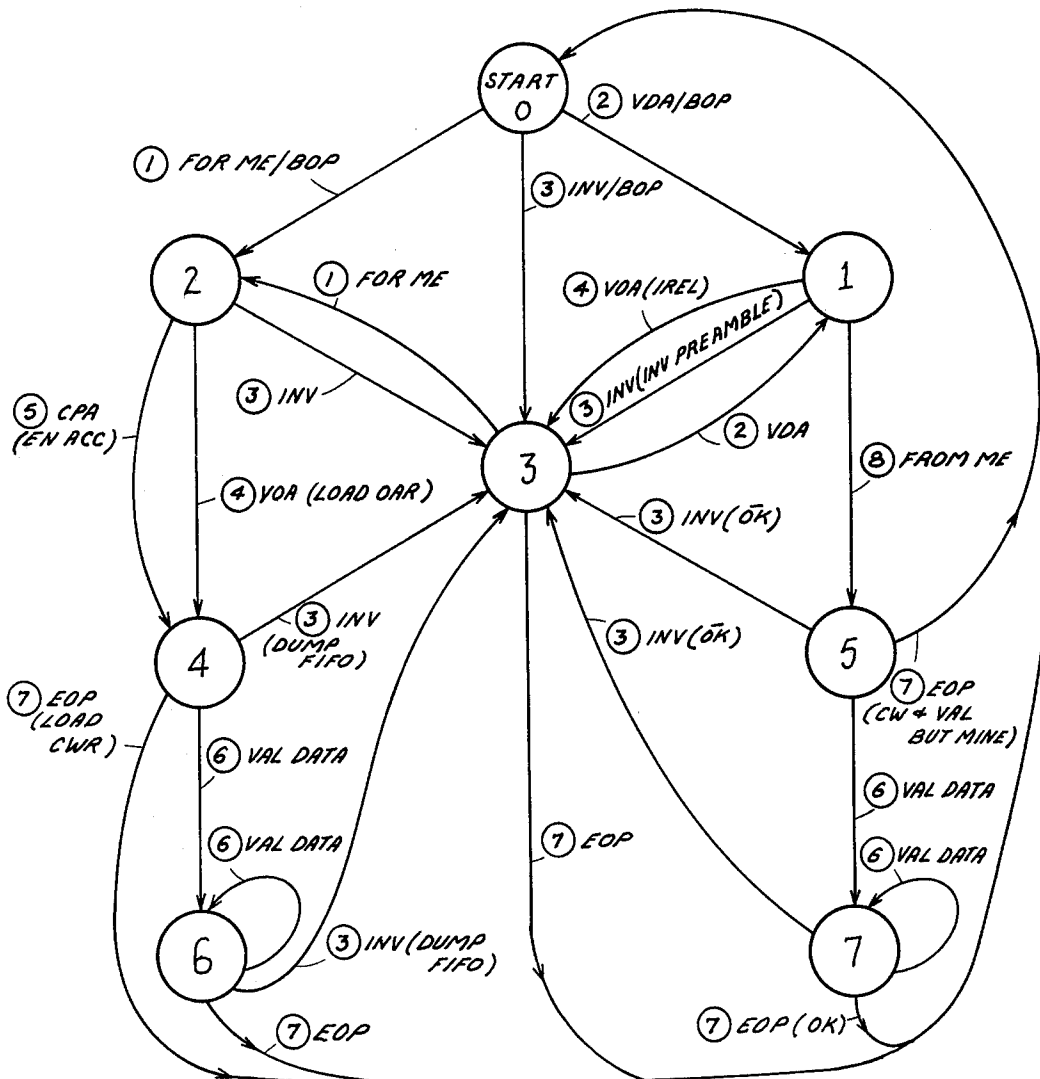 START
0
② VDA/BOP
① FOR ME/BOP
③ INV/BOP
2
① FOR ME
④ VOA (IREL)
1
③ INV (INV PREAMBLE)
③ INV
⑤ CPA
(EN ACC)
3
② VDA
④ VOA (LOAD OAR)
⑧ FROM ME
③ INV (O̅K̅)
③ INV
(DUMP
FIFO)
③ INV (O̅K̅)
4
5
⑦ EOP
(LOAD
CWR)
⑦ EOP
(CW & VAL
BUT MINE)
⑥ VAL DATA
⑥ VAL DATA
⑥ VAL DATA
⑦ EOP
⑥ VAL DATA
6
③ INV (DUMP
FIFO)
7
⑦ EOP
⑦ EOP (OK)